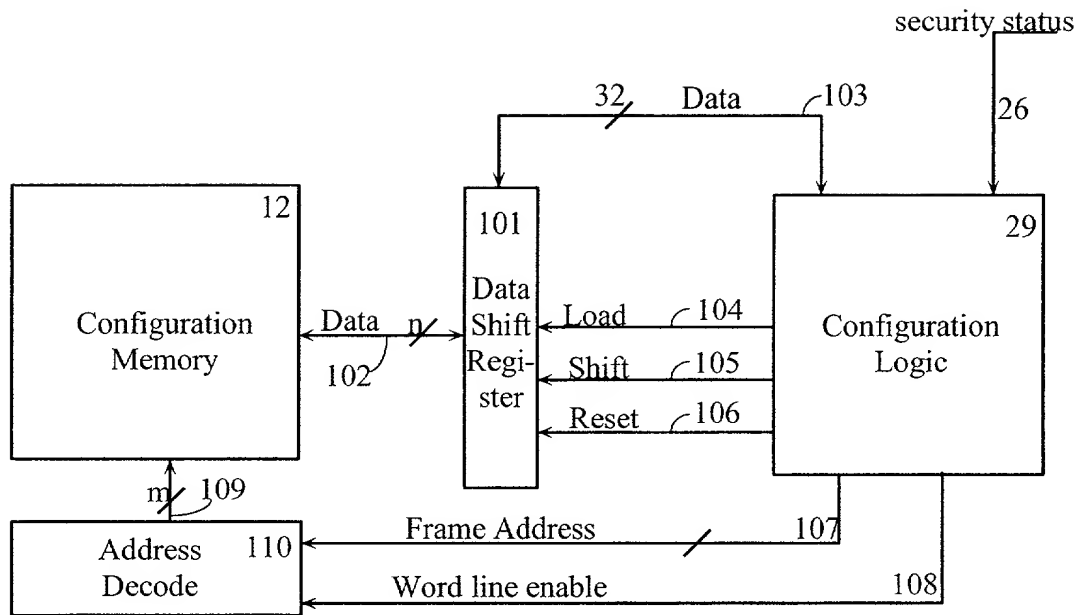 security status
32 Data 103
26
12
101
29
Configuration
Memory
Data n
102
Data
Shift
Regi-
ster
Load 104
Shift 105
Reset 106
Configuration
Logic
m 109
Frame Address 107
Address
Decode
110
Word line enable 108